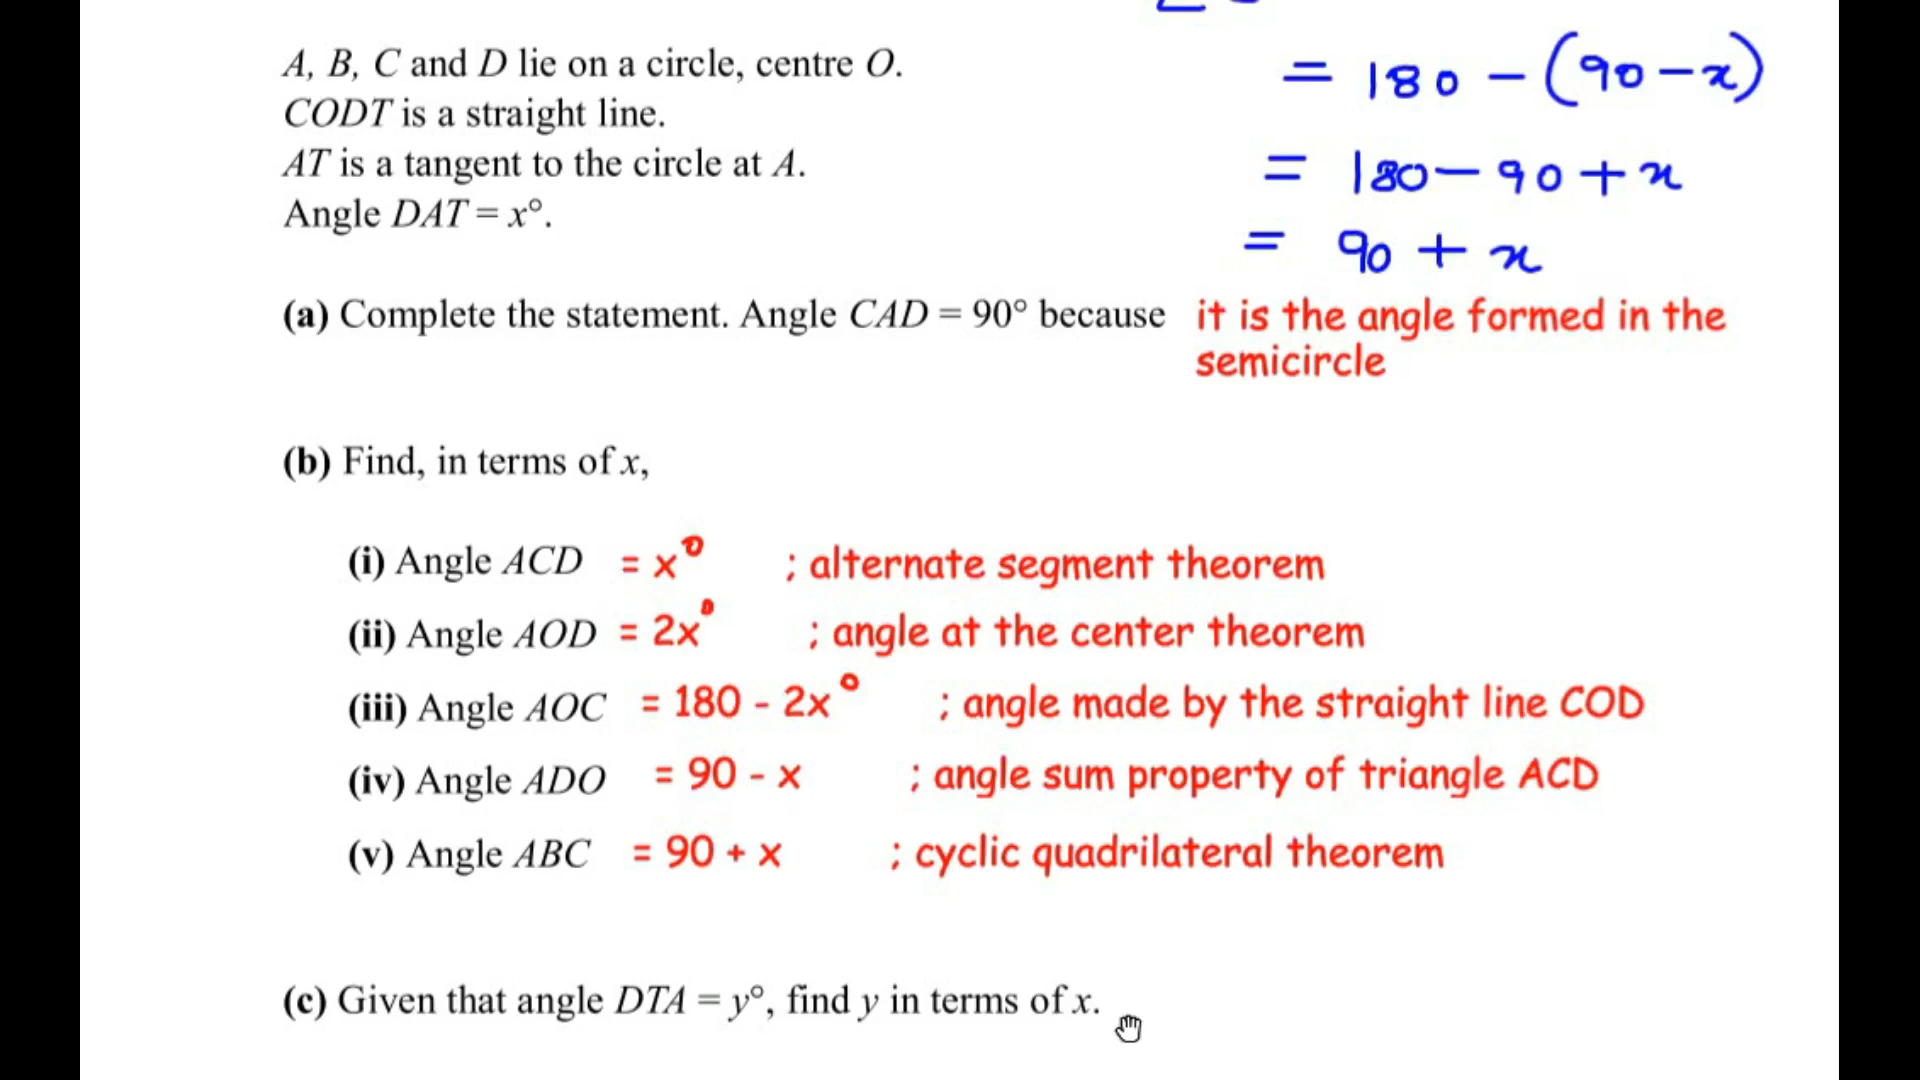 A, B, C and D lie on a circle, centre O.
= 180 - (90 - x)
CODT is a straight line.
= 180 - 90 + x
AT is a tangent to the circle at A.
Angle DAT = x°.
= 90 + x
(a) Complete the statement. Angle CAD = 90° because it is the angle formed in the
semicircle
(b) Find, in terms of x,
(i) Angle ACD = x° ; alternate segment theorem
(ii) Angle AOD = 2x° ; angle at the center theorem
(iii) Angle AOC = 180 - 2x° ; angle made by the straight line COD
(iv) Angle ADO = 90 - x ; angle sum property of triangle ACD
(v) Angle ABC = 90 + x ; cyclic quadrilateral theorem
(c) Given that angle DTA = y°, find y in terms of x.